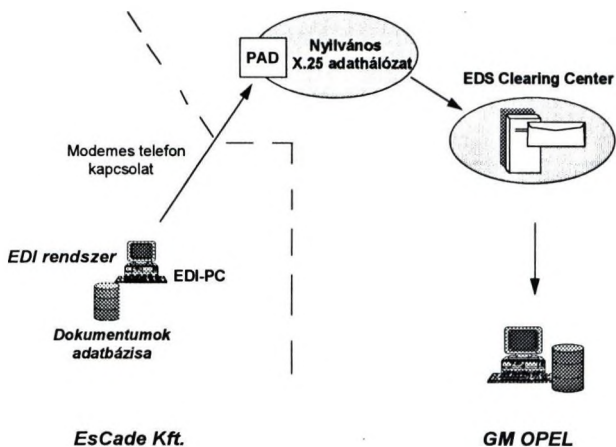 PAD
Nyilvános
X.25 adathálózat
EDS Clearing Center
Modemes telefon
kapcsolat
EDI rendszer
EDI-PC
Dokumentumok
adatbázisa
EsCade Kft.
GM OPEL